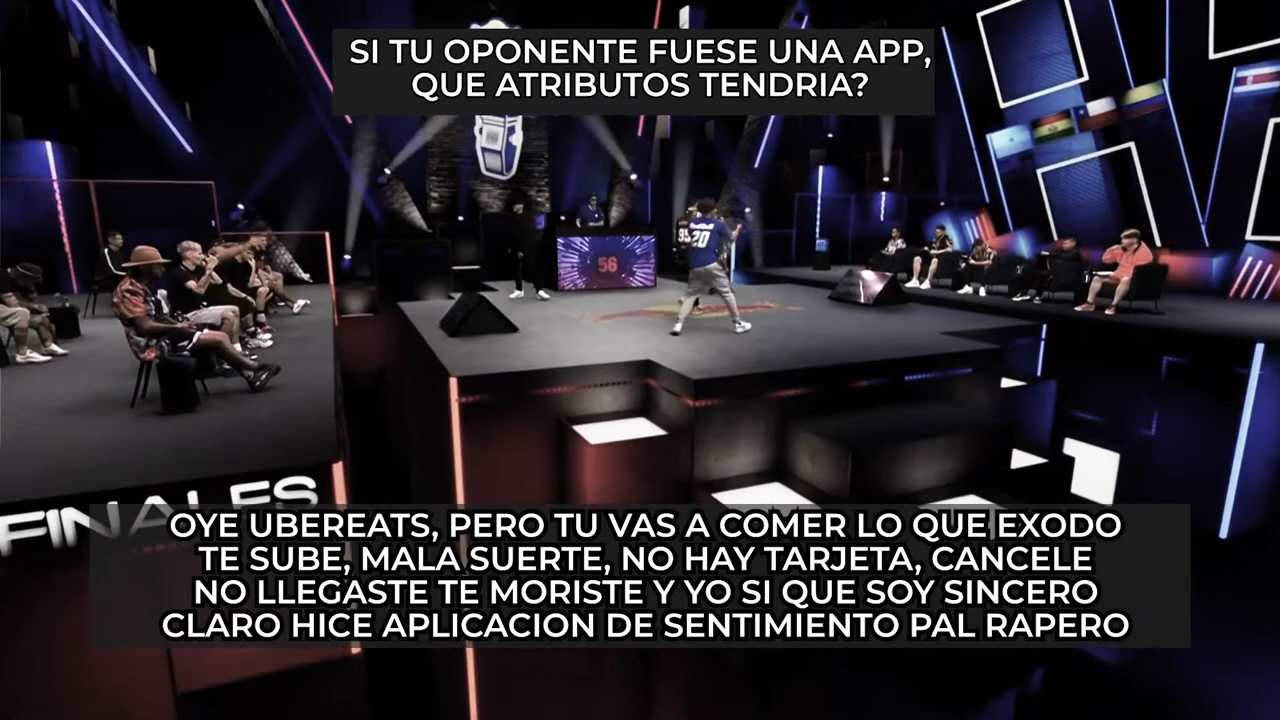 SI TU OPONENTE FUESE UNA APP,
QUE ATRIBUTOS TENDRIA?
56
20
FINALES
OYE UBEREATS, PERO TU VAS A COMER LO QUE EXODO
TE SUBE, MALA SUERTE, NO HAY TARJETA, CANCELE
NO LLEGASTE TE MORISTE Y YO SI QUE SOY SINCERO
CLARO HICE APLICACION DE SENTIMIENTO PAL RAPERO